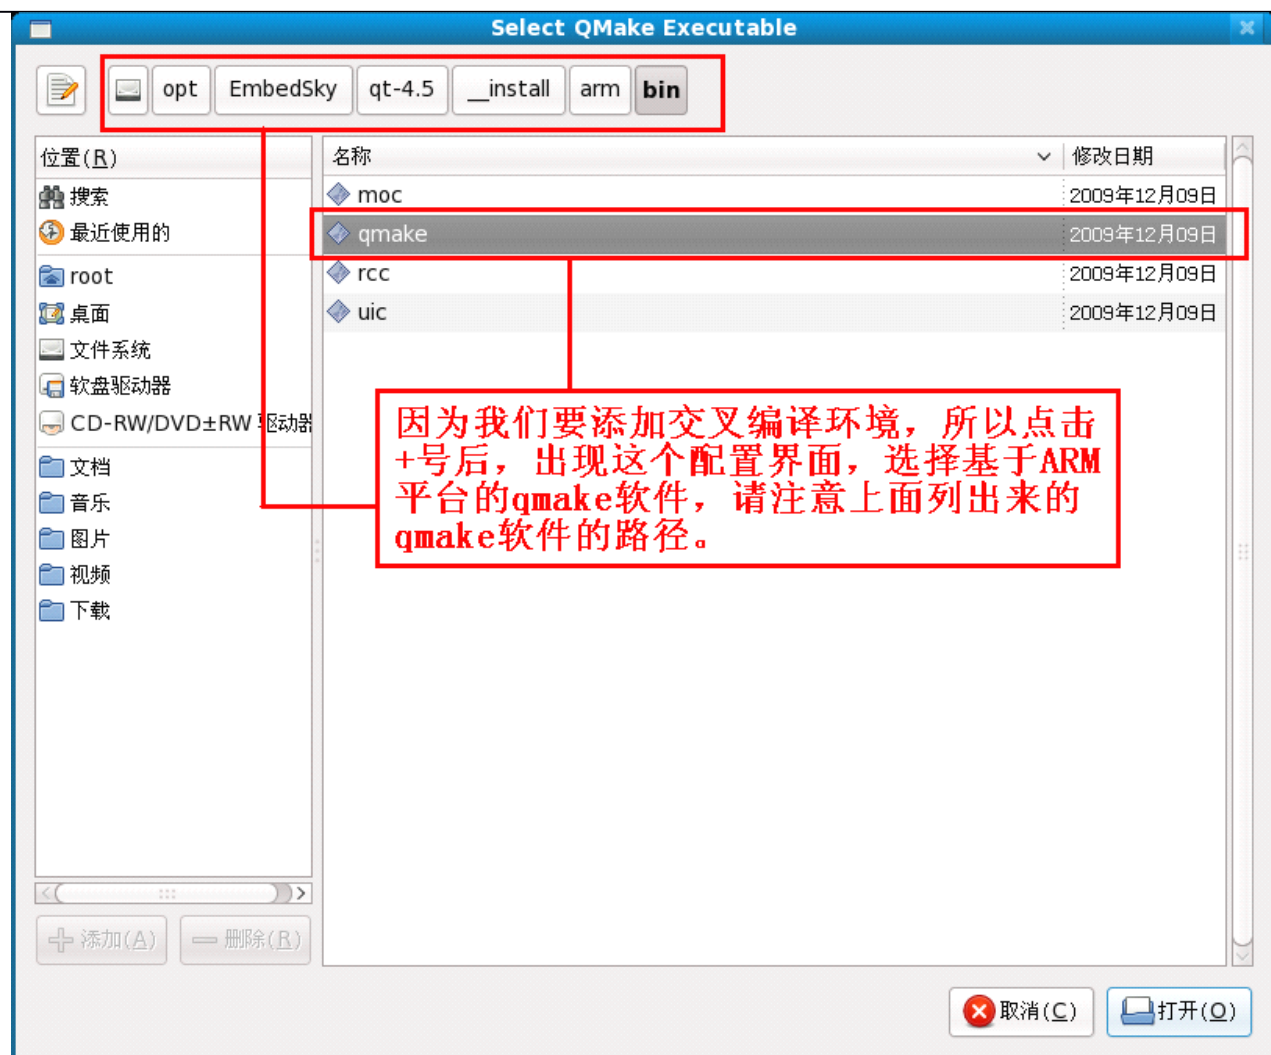 Select QMake Executable
opt EmbedSky qt-4.5 __install arm bin
位置(R)
名称 修改日期
搜索
moc 2009年12月09日
最近使用的
qmake 2009年12月09日
root
rcc 2009年12月09日
桌面
uic 2009年12月09日
文件系统
软盘驱动器
CD-RW/DVD±RW 驱动器
因为我们要添加交叉编译环境，所以点击
+号后，出现这个配置界面，选择基于ARM
平台的qmake软件，请注意上面列出来的
qmake软件的路径。
文档
音乐
图片
视频
下载
添加(A) 删除(R)
取消(C) 打开(O)